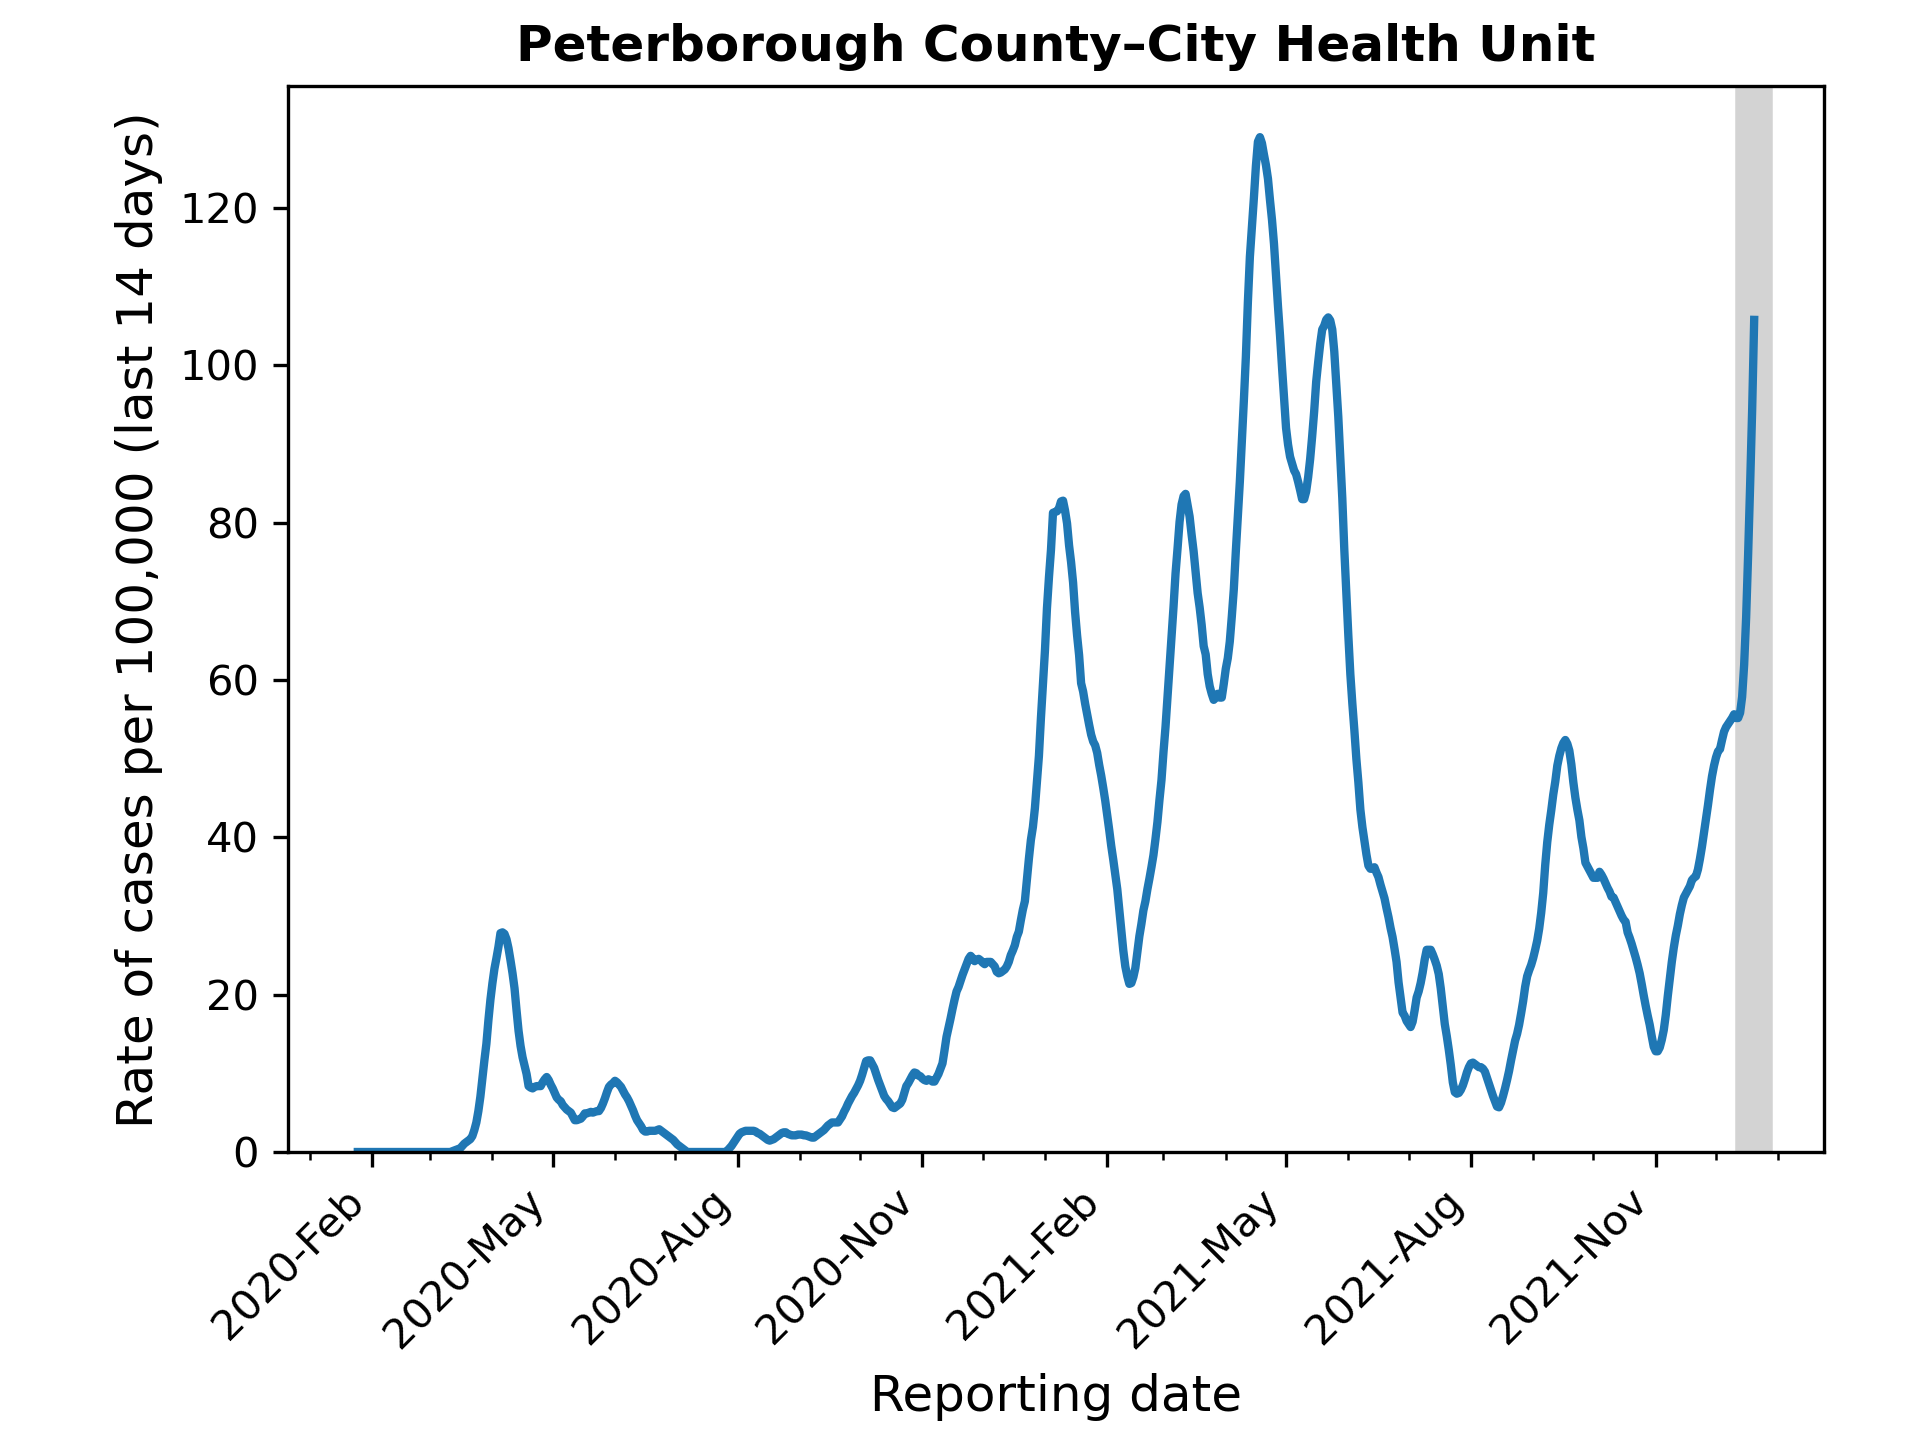 Peterborough County–City Health Unit
Rate of cases per 100,000 (last 14 days)
120
100
80
60
40
20
0
2020-Feb
2020-May
2020-Aug
2020-Nov
2021-Feb
2021-May
2021-Aug
2021-Nov
Reporting date